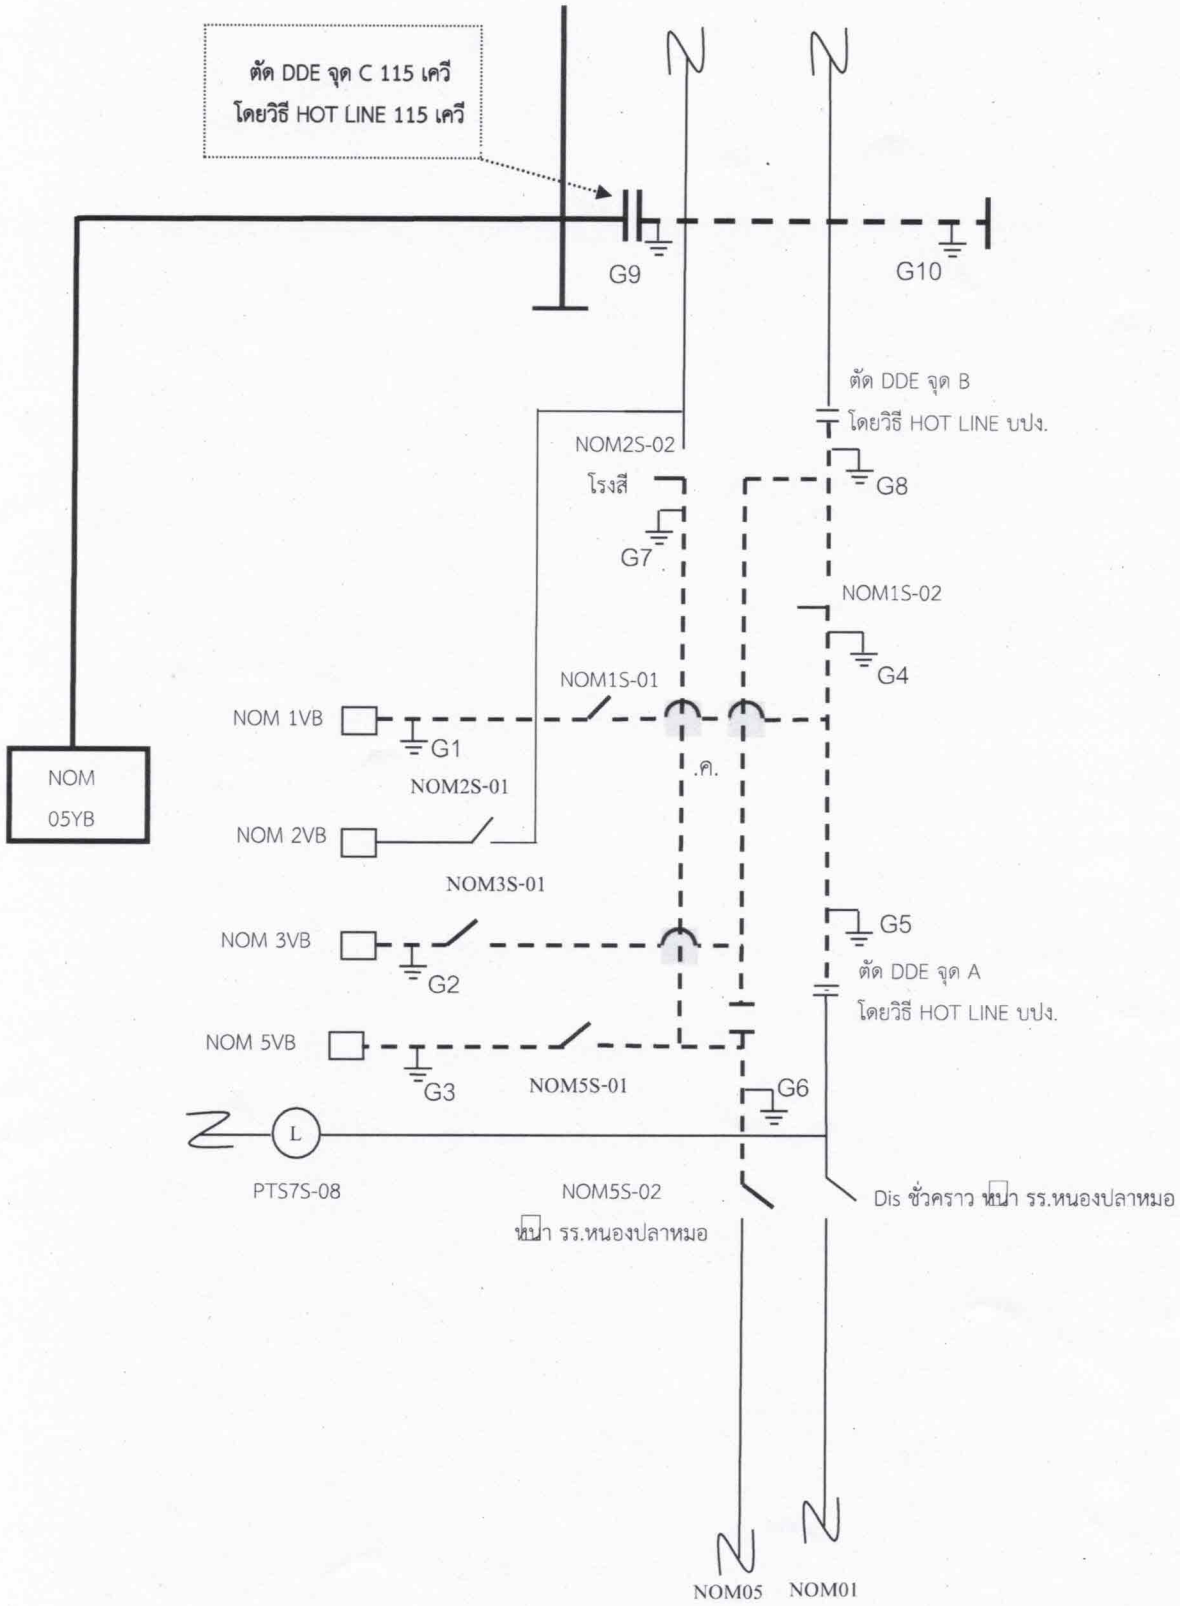 ตัด DDE จุด C 115 เควี
โดยวิธี HOT LINE 115 เควี
G9
G10
ตัด DDE จุด B
โดยวิธี HOT LINE บปง.
NOM2S-02
โรงสี
G8
G7
NOM1S-02
G4
NOM1S-01
NOM 1VB
G1
.ค.
NOM
05YB
NOM2S-01
NOM 2VB
NOM3S-01
G5
NOM 3VB
G2
ตัด DDE จุด A
โดยวิธี HOT LINE บปง.
NOM 5VB
G3
NOM5S-01
G6
L
PTS7S-08
NOM5S-02
หน้า รร.หนองปลาหมอ
Dis ชั่วคราว หน้า รร.หนองปลาหมอ
NOM05
NOM01